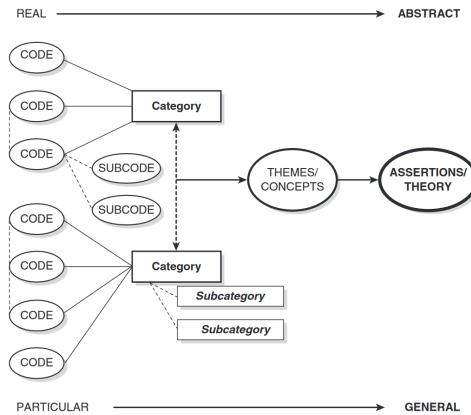 REAL
ABSTRACT
CODE
CODE
Category
CODE
SUBCODE
SUBCODE
THEMES/
CONCEPTS
ASSERTIONS/
THEORY
CODE
CODE
Category
CODE
Subcategory
Subcategory
CODE
PARTICULAR
GENERAL